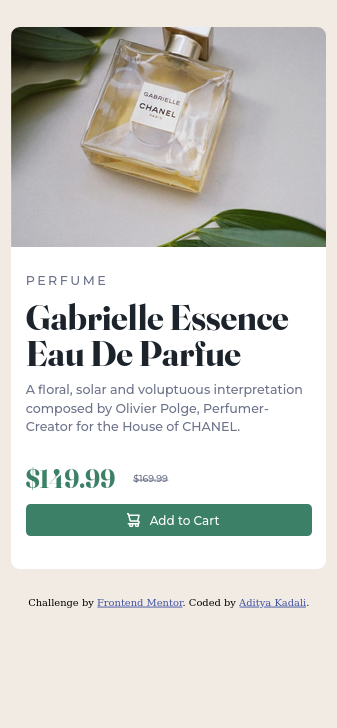 GABRIELLE
CHANEL
PARIS
PERFUME
Gabrielle Essence
Eau De Parfue
A floral, solar and voluptuous interpretation
composed by Olivier Polge, Perfumer-
Creator for the House of CHANEL.
$149.99 $169.99
Add to Cart
Challenge by Frontend Mentor. Coded by Aditya Kadali.